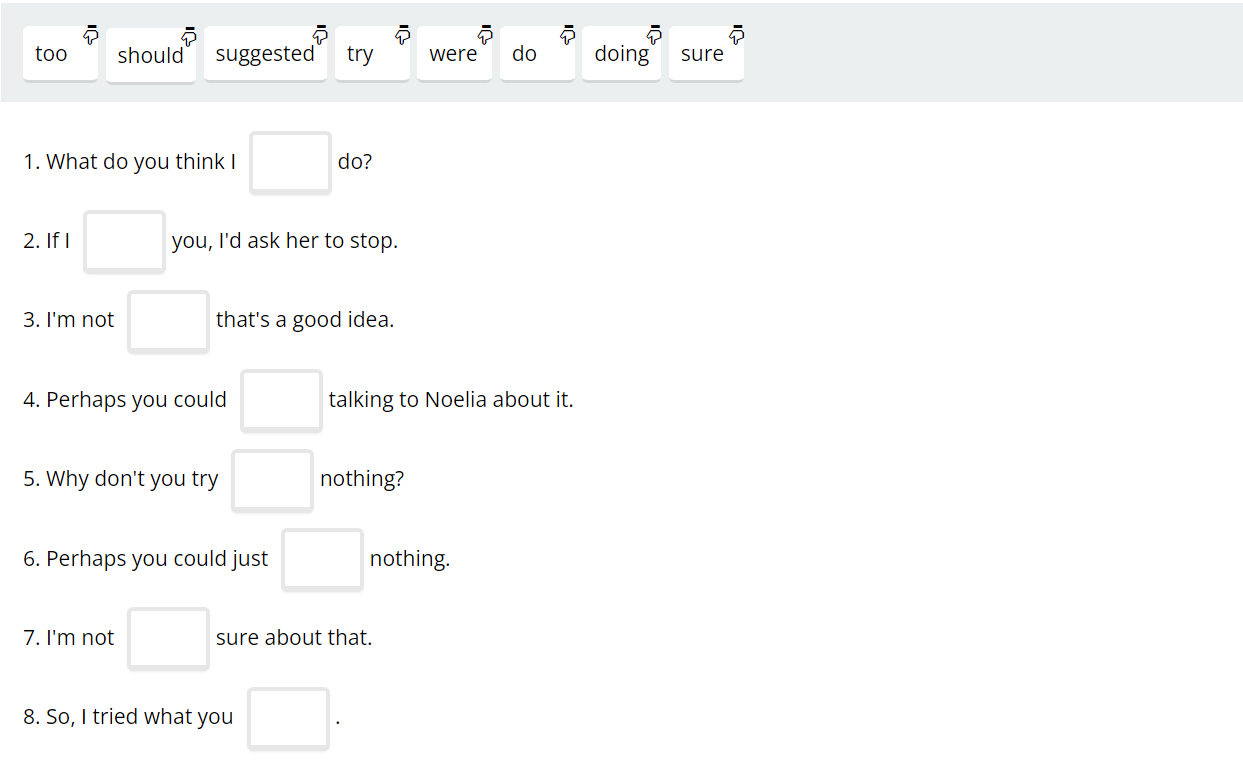 too should suggested try were do doing sure
1. What do you think I do?
2. If I you, I'd ask her to stop.
3. I'm not that's a good idea.
4. Perhaps you could talking to Noelia about it.
5. Why don't you try nothing?
6. Perhaps you could just nothing.
7. I'm not sure about that.
8. So, I tried what you .